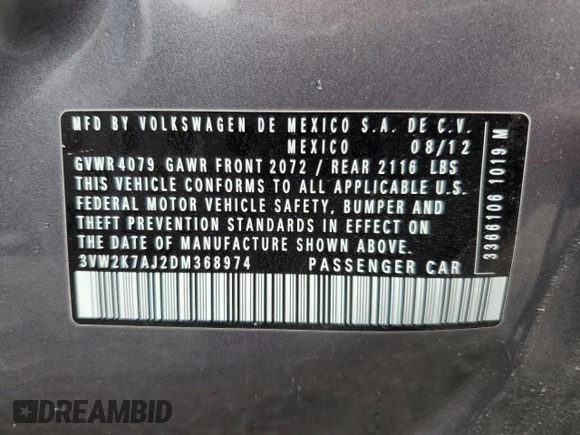 MFD BY VOLKSWAGEN DE MEXICO S.A. DE C.V.
MEXICO 08/12
GVWR 4079 GAWR FRONT 2072 / REAR 2116 LBS
THIS VEHICLE CONFORMS TO ALL APPLICABLE U.S.
FEDERAL MOTOR VEHICLE SAFETY, BUMPER AND
THEFT PREVENTION STANDARDS IN EFFECT ON
THE DATE OF MANUFACTURE SHOWN ABOVE.
3VW2K7AJ2DM368974 PASSENGER CAR
3366106 1019 M
DREAMBID